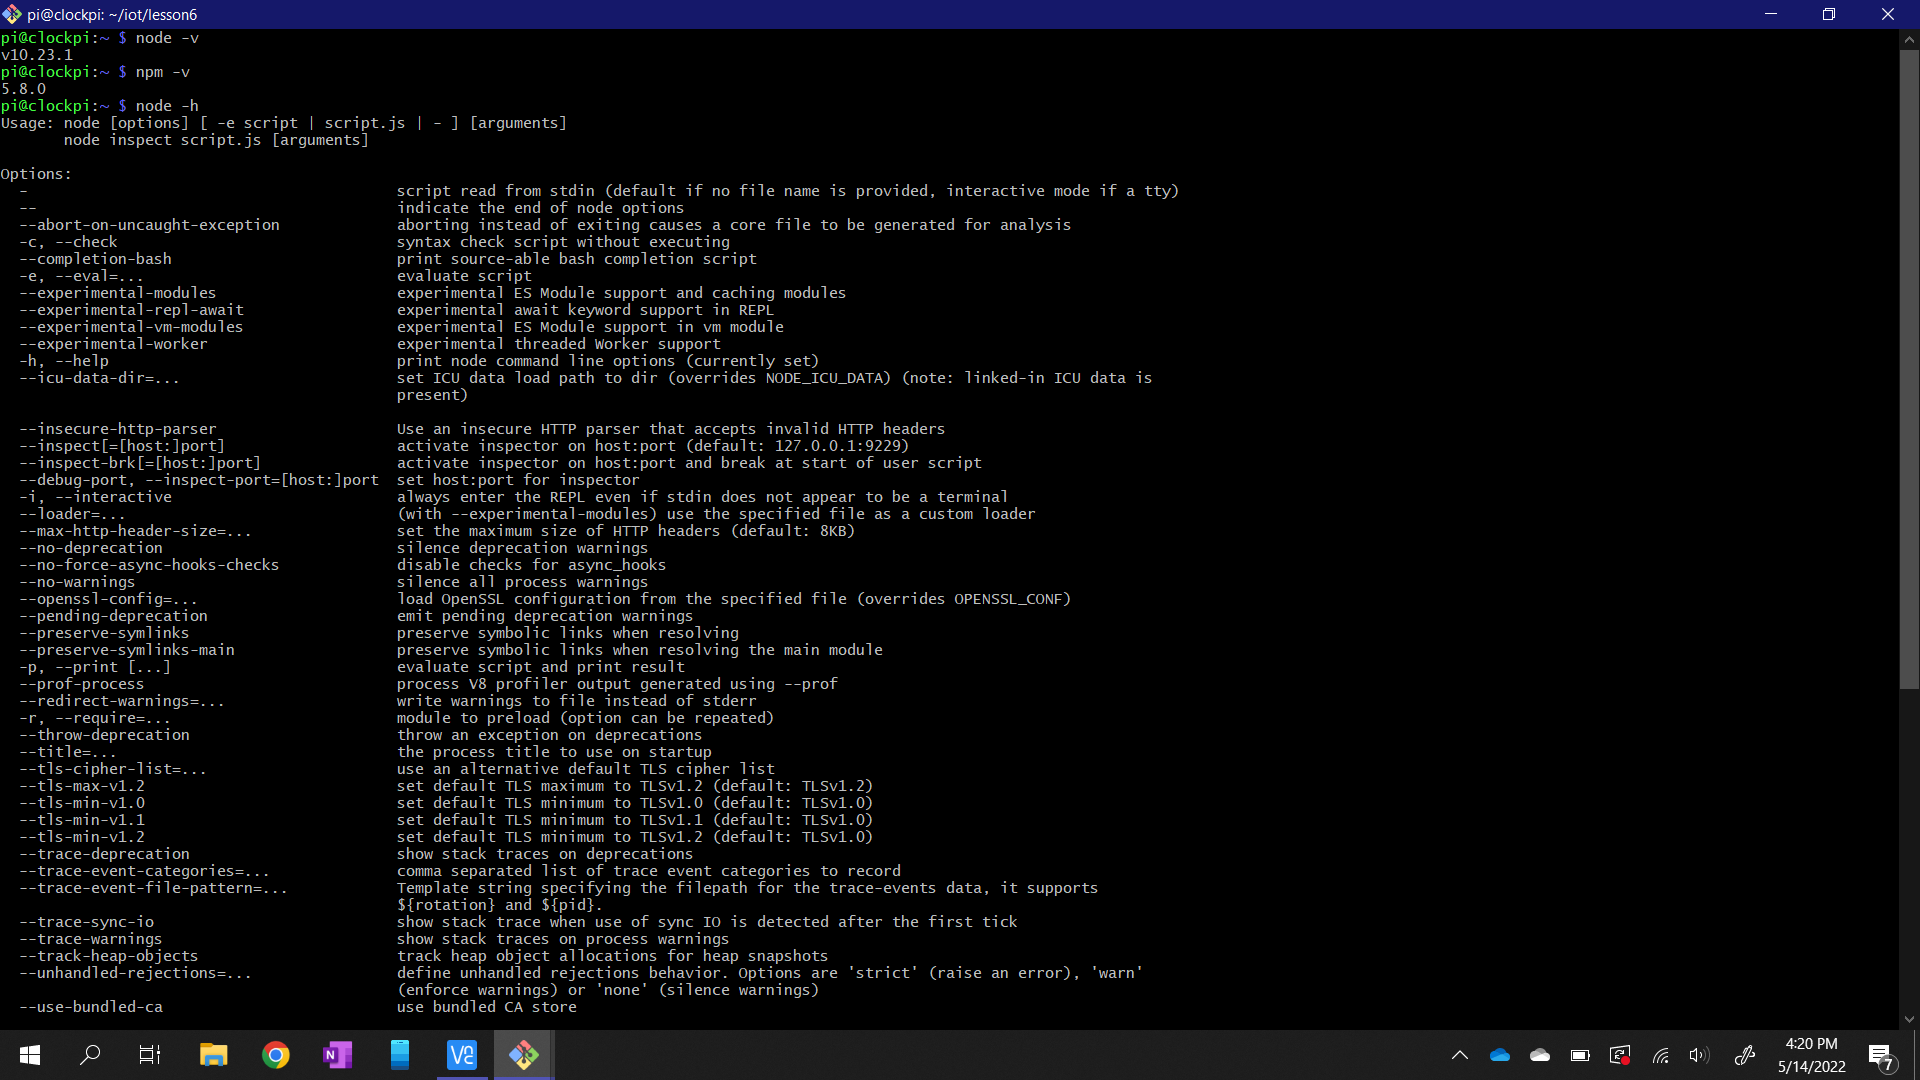 pi@clockpi: ~/iot/lesson6
pi@clockpi:~ $ node -v
v10.23.1
pi@clockpi:~ $ npm -v
5.8.0
pi@clockpi:~ $ node -h
Usage: node [options] [ -e script | script.js | - ] [arguments]
       node inspect script.js [arguments]
Options:
  -                                       script read from stdin (default if no file name is provided, interactive mode if a tty)
  --                                      indicate the end of node options
  --abort-on-uncaught-exception           aborting instead of exiting causes a core file to be generated for analysis
  -c, --check                             syntax check script without executing
  --completion-bash                       print source-able bash completion script
  -e, --eval=...                          evaluate script
  --experimental-modules                  experimental ES Module support and caching modules
  --experimental-repl-await               experimental await keyword support in REPL
  --experimental-vm-modules               experimental ES Module support in vm module
  --experimental-worker                   experimental threaded Worker support
  -h, --help                              print node command line options (currently set)
  --icu-data-dir=...                      set ICU data load path to dir (overrides NODE_ICU_DATA) (note: linked-in ICU data is
                                          present)
  --insecure-http-parser                  Use an insecure HTTP parser that accepts invalid HTTP headers
  --inspect[=[host:]port]                 activate inspector on host:port (default: 127.0.0.1:9229)
  --inspect-brk[=[host:]port]             activate inspector on host:port and break at start of user script
  --debug-port, --inspect-port=[host:]port  set host:port for inspector
  -i, --interactive                       always enter the REPL even if stdin does not appear to be a terminal
  --loader=...                            (with --experimental-modules) use the specified file as a custom loader
  --max-http-header-size=...              set the maximum size of HTTP headers (default: 8KB)
  --no-deprecation                        silence deprecation warnings
  --no-force-async-hooks-checks           disable checks for async_hooks
  --no-warnings                           silence all process warnings
  --openssl-config=...                    load OpenSSL configuration from the specified file (overrides OPENSSL_CONF)
  --pending-deprecation                   emit pending deprecation warnings
  --preserve-symlinks                     preserve symbolic links when resolving
  --preserve-symlinks-main                preserve symbolic links when resolving the main module
  -p, --print [...]                       evaluate script and print result
  --prof-process                          process V8 profiler output generated using --prof
  --redirect-warnings=...                 write warnings to file instead of stderr
  -r, --require=...                       module to preload (option can be repeated)
  --throw-deprecation                     throw an exception on deprecations
  --title=...                             the process title to use on startup
  --tls-cipher-list=...                   use an alternative default TLS cipher list
  --tls-max-v1.2                          set default TLS maximum to TLSv1.2 (default: TLSv1.2)
  --tls-min-v1.0                          set default TLS minimum to TLSv1.0 (default: TLSv1.0)
  --tls-min-v1.1                          set default TLS minimum to TLSv1.1 (default: TLSv1.0)
  --tls-min-v1.2                          set default TLS minimum to TLSv1.2 (default: TLSv1.0)
  --trace-deprecation                     show stack traces on deprecations
  --trace-event-categories=...            comma separated list of trace event categories to record
  --trace-event-file-pattern=...          Template string specifying the filepath for the trace-events data, it supports
                                          ${rotation} and ${pid}.
  --trace-sync-io                         show stack trace when use of sync IO is detected after the first tick
  --trace-warnings                        show stack traces on process warnings
  --track-heap-objects                    track heap object allocations for heap snapshots
  --unhandled-rejections=...              define unhandled rejections behavior. Options are 'strict' (raise an error), 'warn'
                                          (enforce warnings) or 'none' (silence warnings)
  --use-bundled-ca                        use bundled CA store
N
VC
4:20 PM
5/14/2022
7